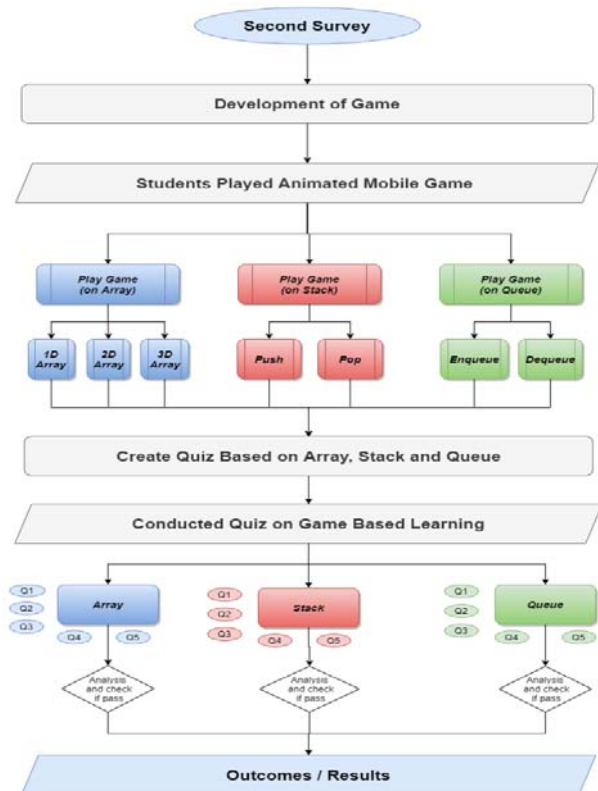 Second Survey
Development of Game
Students Played Animated Mobile Game
Play Game
(on Array)
Play Game
(on Stack)
Play Game
(on Queue)
1D
Array
2D
Array
3D
Array
Push
Pop
Enqueue
Dequeue
Create Quiz Based on Array, Stack and Queue
Conducted Quiz on Game Based Learning
Q1
Q2
Q3
Array
Q4
Q5
Q1
Q2
Q3
Stack
Q4
Q5
Q1
Q2
Q3
Queue
Q4
Q5
Analysis
and check
if pass
Analysis
and check
if pass
Analysis
and check
if pass
Outcomes / Results